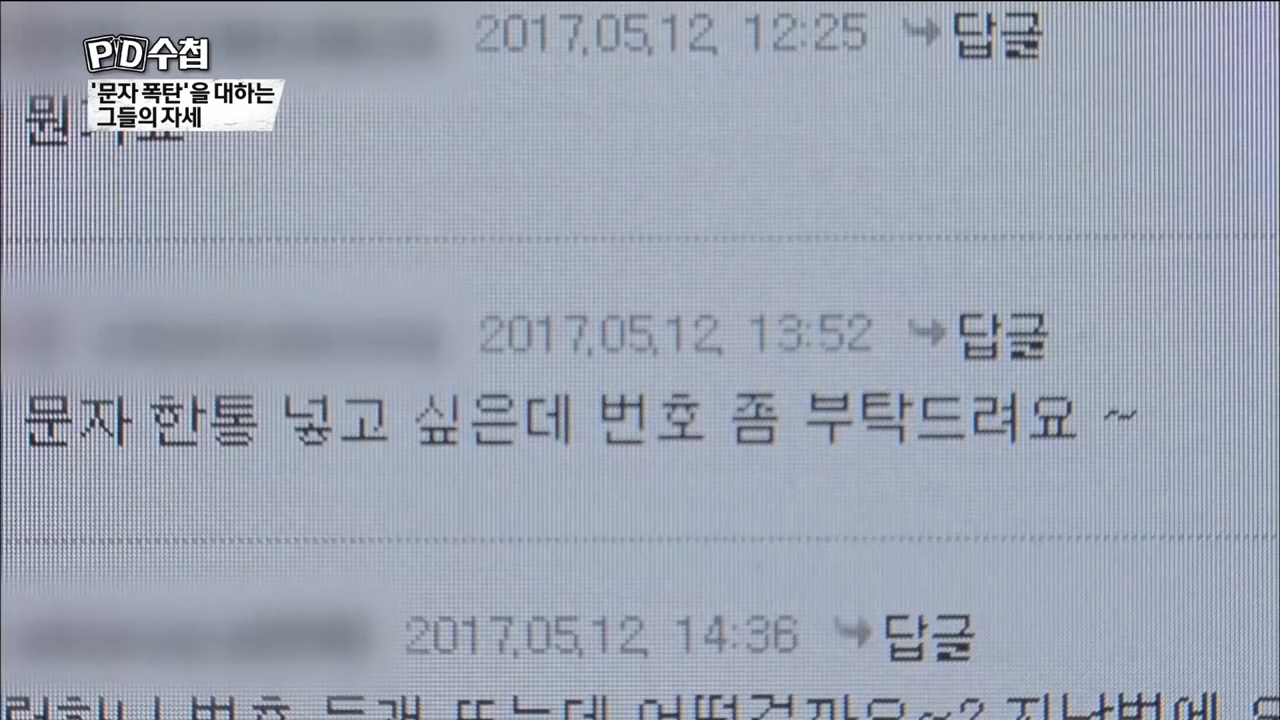 2017,05,12, 12:25 답글
PD수첩
'문자 폭탄'을 대하는
그들의 자세
2017,05,12, 13:52 답글
문자 한통 넣고 싶은데 번호 좀 부탁드려요 ~
2017,05,12, 14:36 답글